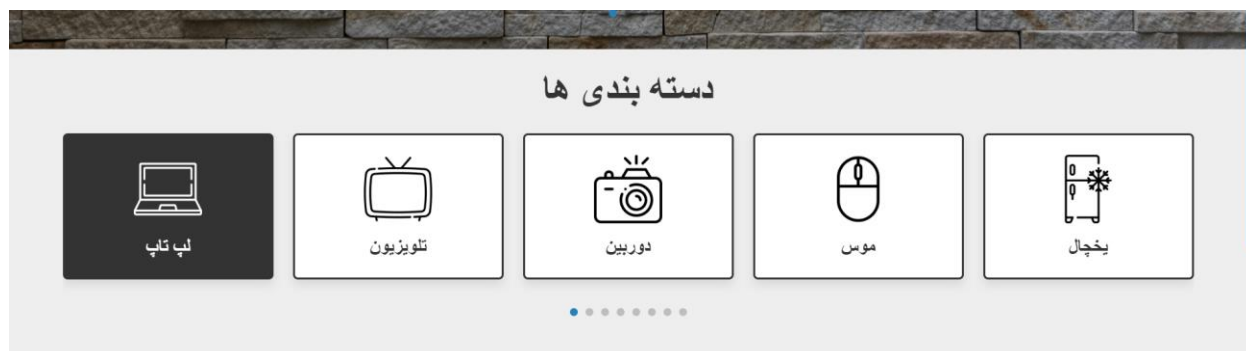 دسته بندی ها
یخچال
موس
دوربین
تلویزیون
لپ تاپ